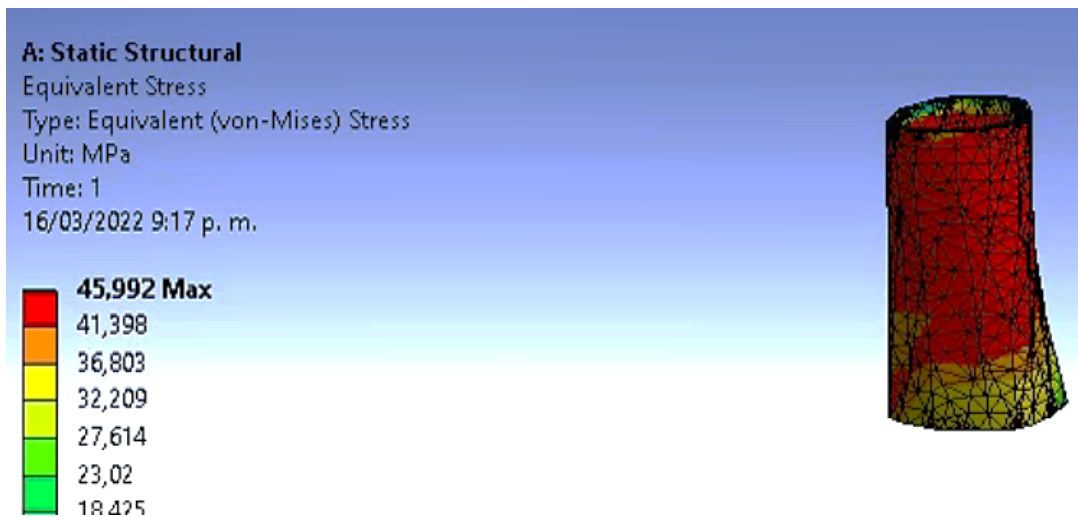 A: Static Structural
Equivalent Stress
Type: Equivalent (von-Mises) Stress
Unit: MPa
Time: 1
16/03/2022 9:17 p. m.
45,992 Max
41,398
36,803
32,209
27,614
23,02
18,425